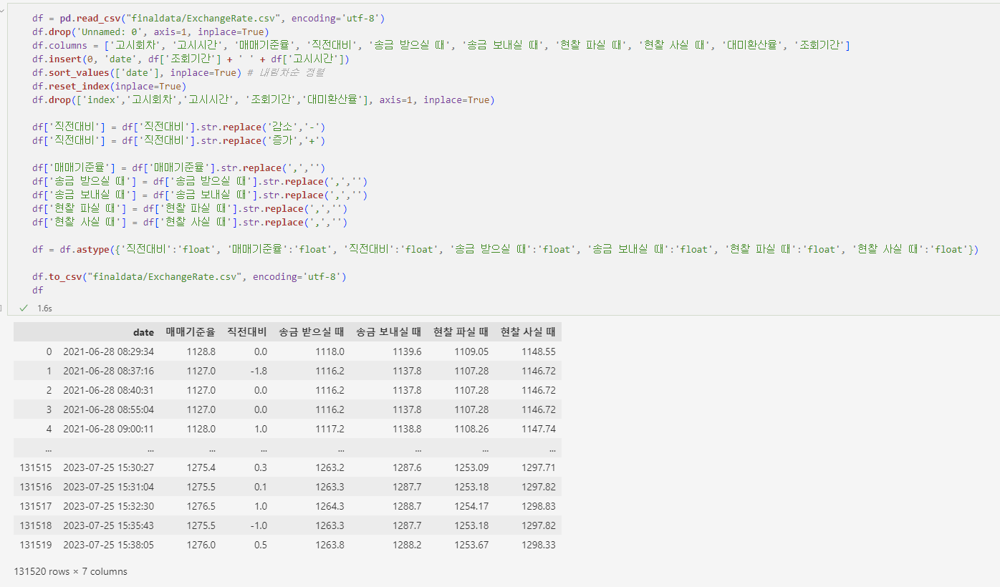 df = pd.read_csv("finaldata/ExchangeRate.csv", encoding='utf-8')
df.drop('Unnamed: 0', axis=1, inplace=True)
df.columns = ['고시회차', '고시시간', '매매기준율', '직전대비', '송금 받으실 때', '송금 보내실 때', '현찰 파실 때', '현찰 사실 때', '대미환산율', '조회기간']
df.insert(0, 'date', df['조회기간'] + ' ' + df['고시시간'])
df.sort_values(['date'], inplace=True) # 내림차순 정렬
df.reset_index(inplace=True)
df.drop(['index','고시회차','고시시간', '조회기간','대미환산율'], axis=1, inplace=True)
df['직전대비'] = df['직전대비'].str.replace('감소','-')
df['직전대비'] = df['직전대비'].str.replace('증가','+')
df['매매기준율'] = df['매매기준율'].str.replace(',','')
df['송금 받으실 때'] = df['송금 받으실 때'].str.replace(',','')
df['송금 보내실 때'] = df['송금 보내실 때'].str.replace(',','')
df['현찰 파실 때'] = df['현찰 파실 때'].str.replace(',','')
df['현찰 사실 때'] = df['현찰 사실 때'].str.replace(',','')
df = df.astype({'직전대비':'float', '매매기준율':'float', '직전대비':'float', '송금 받으실 때':'float', '송금 보내실 때':'float', '현찰 파실 때':'float', '현찰 사실 때':'float'})
df.to_csv("finaldata/ExchangeRate.csv", encoding='utf-8')
df
1.6s
date 매매기준율 직전대비 송금 받으실 때 송금 보내실 때 현찰 파실 때 현찰 사실 때
0 2021-06-28 08:29:34 1128.8 0.0 1118.0 1139.6 1109.05 1148.55
1 2021-06-28 08:37:16 1127.0 -1.8 1116.2 1137.8 1107.28 1146.72
2 2021-06-28 08:40:31 1127.0 0.0 1116.2 1137.8 1107.28 1146.72
3 2021-06-28 08:55:04 1127.0 0.0 1116.2 1137.8 1107.28 1146.72
4 2021-06-28 09:00:11 1128.0 1.0 1117.2 1138.8 1108.26 1147.74
... ... ... ... ... ... ... ...
131515 2023-07-25 15:30:27 1275.4 0.3 1263.2 1287.6 1253.09 1297.71
131516 2023-07-25 15:31:04 1275.5 0.1 1263.3 1287.7 1253.18 1297.82
131517 2023-07-25 15:32:30 1276.5 1.0 1264.3 1288.7 1254.17 1298.83
131518 2023-07-25 15:35:43 1275.5 -1.0 1263.3 1287.7 1253.18 1297.82
131519 2023-07-25 15:38:05 1276.0 0.5 1263.8 1288.2 1253.67 1298.33
131520 rows × 7 columns